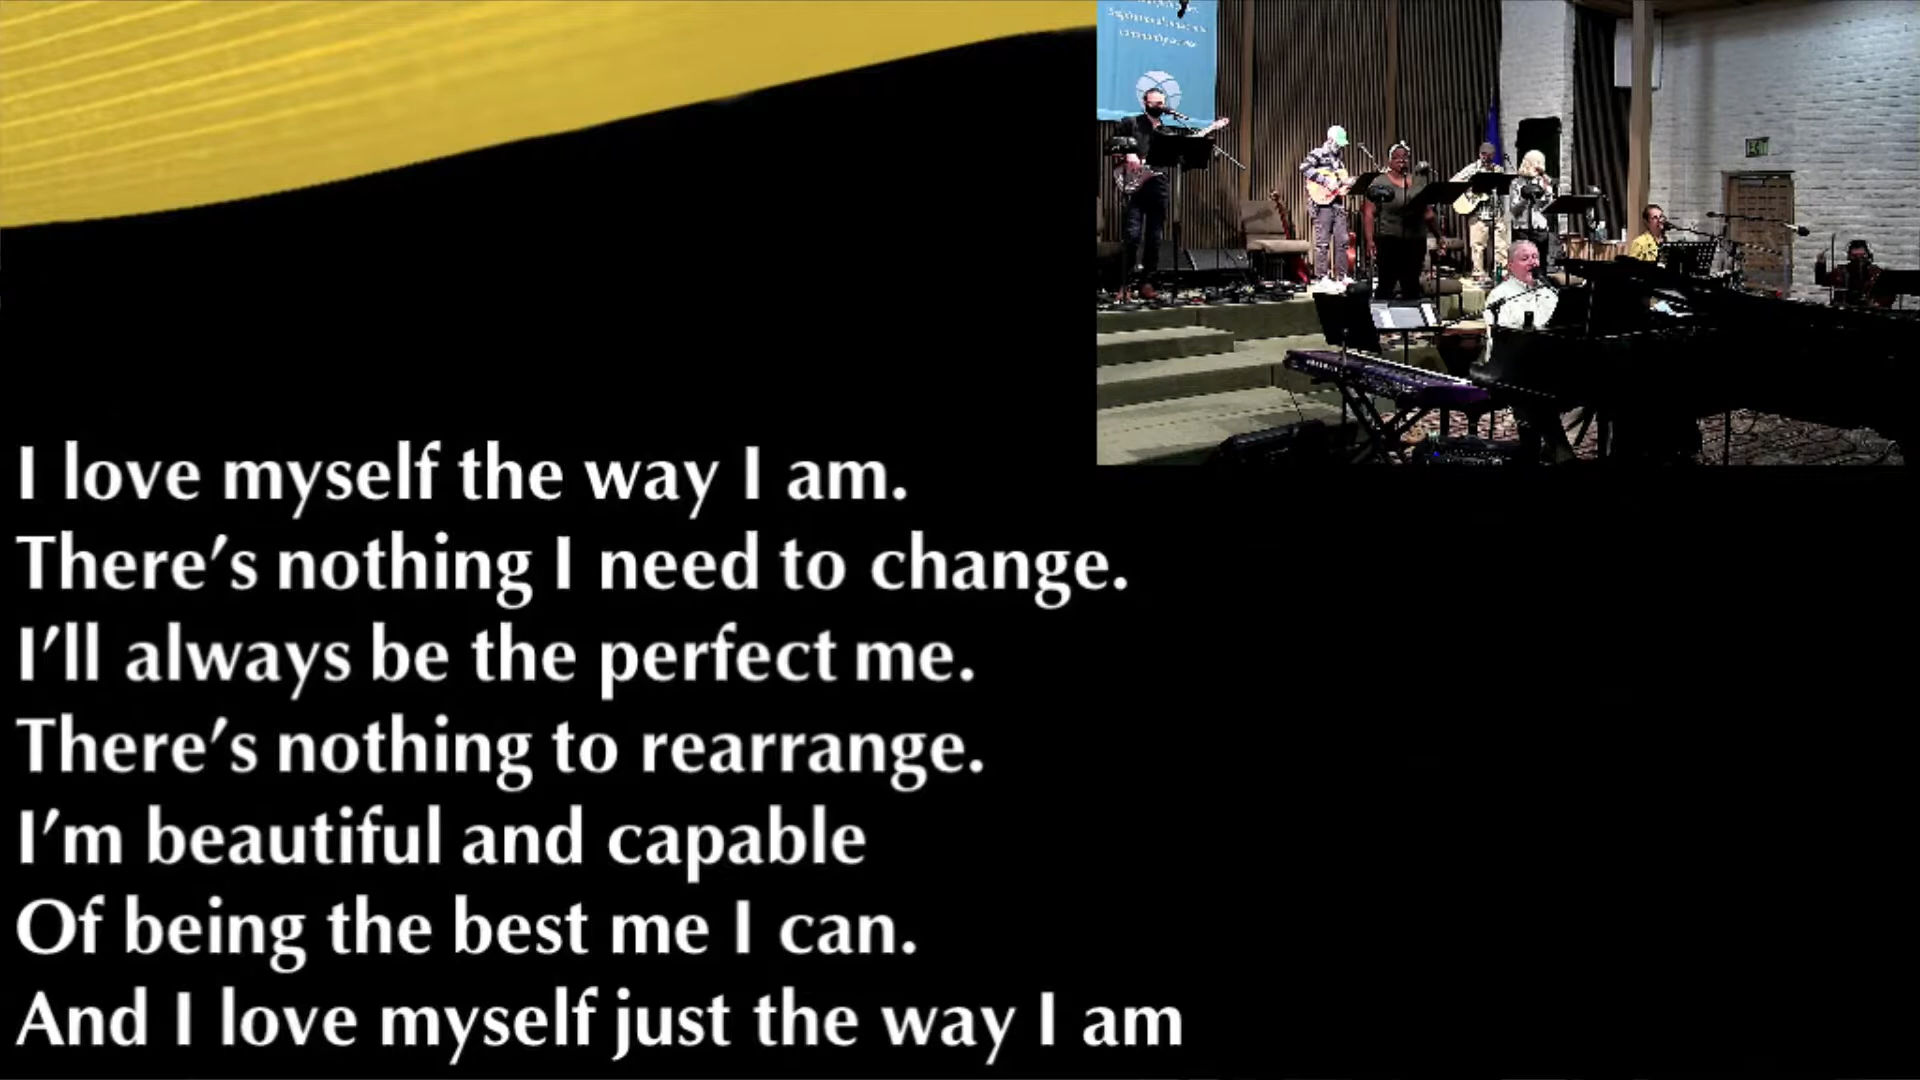 I love myself the way I am.
There's nothing I need to change.
I'll always be the perfect me.
There's nothing to rearrange.
I'm beautiful and capable
Of being the best me I can.
And I love myself just the way I am
EXIT